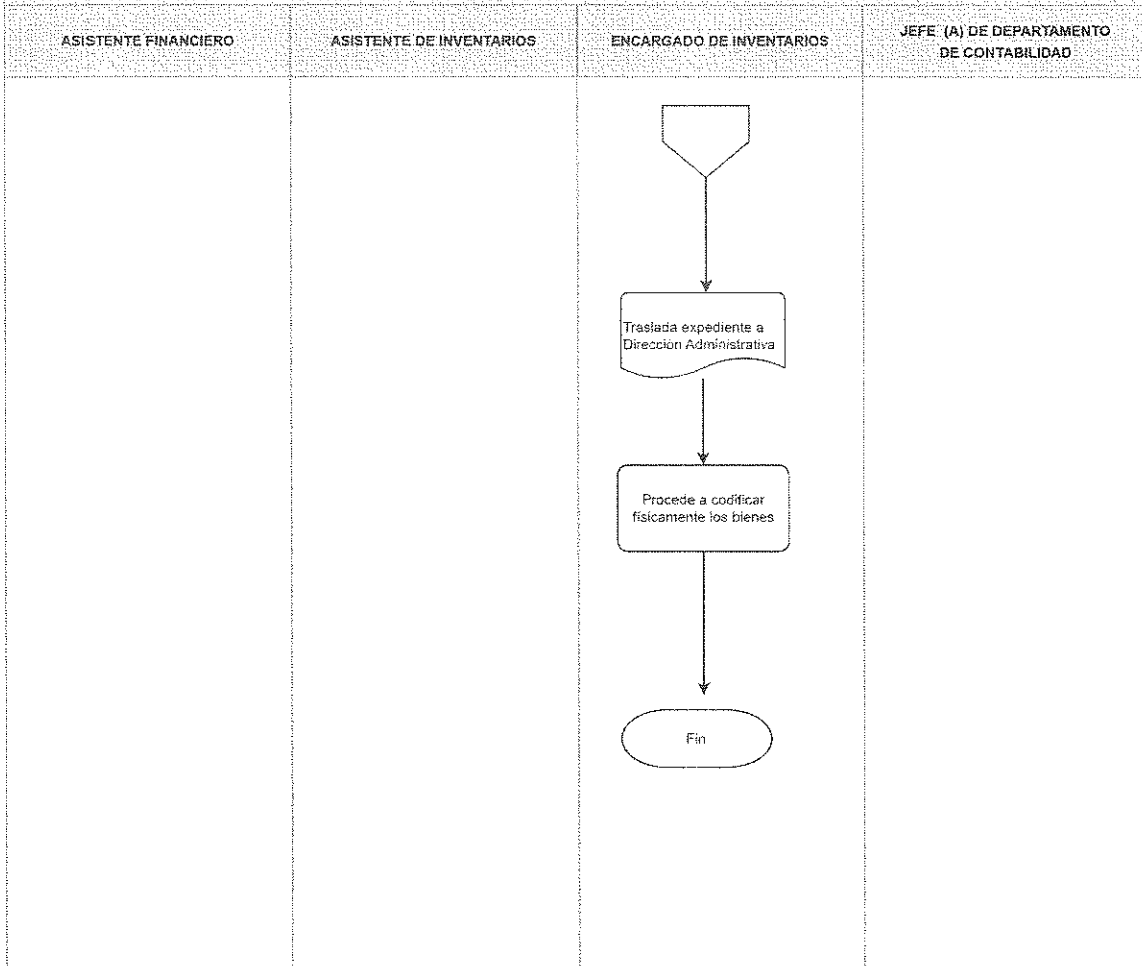 ASISTENTE FINANCIERO
ASISTENTE DE INVENTARIOS
ENCARGADO DE INVENTARIOS
JEFE (A) DE DEPARTAMENTO
DE CONTABILIDAD
Traslada expediente a
Dirección Administrativa
Procede a codificar
físicamente los bienes
Fin